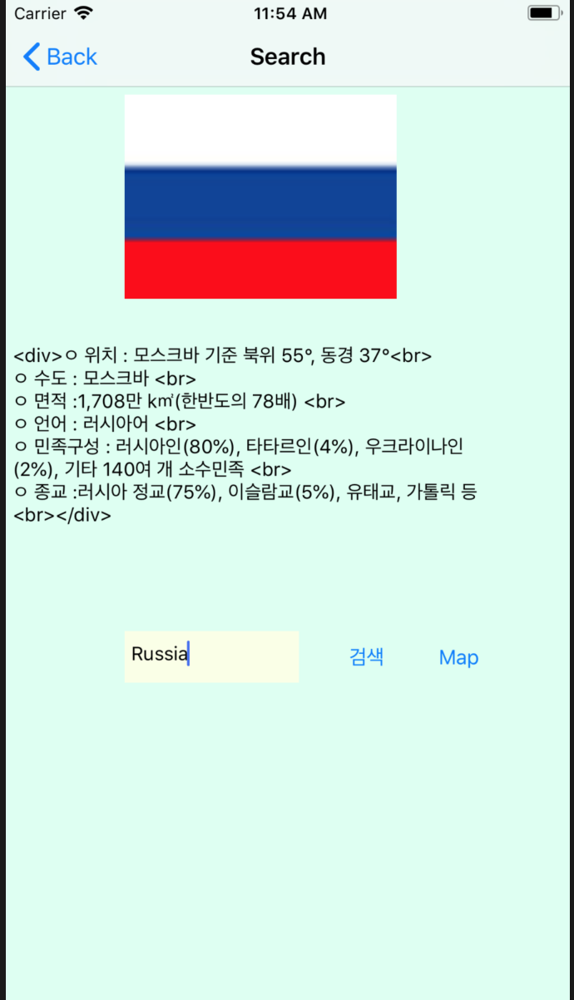 Carrier 11:54 AM
Back Search
<div>ㅇ 위치 : 모스크바 기준 북위 55°, 동경 37°<br>
ㅇ 수도 : 모스크바 <br>
ㅇ 면적 :1,708만 k㎡(한반도의 78배) <br>
ㅇ 언어 : 러시아어 <br>
ㅇ 민족구성 : 러시아인(80%), 타타르인(4%), 우크라이나인
(2%), 기타 140여 개 소수민족 <br>
ㅇ 종교 :러시아 정교(75%), 이슬람교(5%), 유태교, 가톨릭 등
<br></div>
Russia 검색 Map